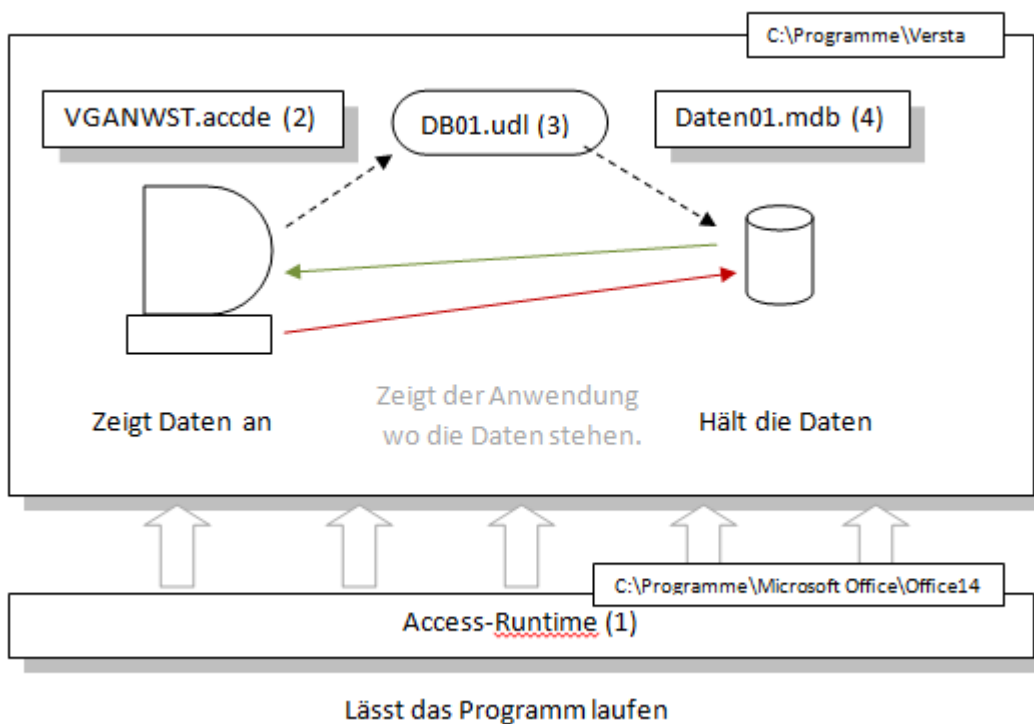 C:\Programme\Versta
VGANWST.accde (2)
DB01.udl (3)
Daten01.mdb (4)
Zeigt Daten an
Zeigt der Anwendung
wo die Daten stehen.
Hält die Daten
C:\Programme\Microsoft Office\Office14
Access-Runtime (1)
Lässt das Programm laufen